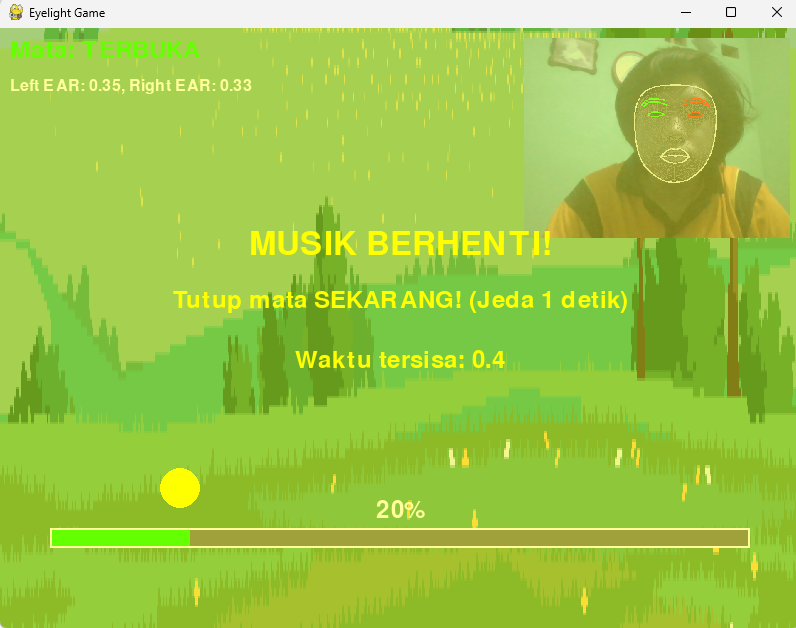 Eyelight Game
Mata: TERBUKA
Left EAR: 0.35, Right EAR: 0.33
MUSIK BERHENTI!
Tutup mata SEKARANG! (Jeda 1 detik)
Waktu tersisa: 0.4
20%